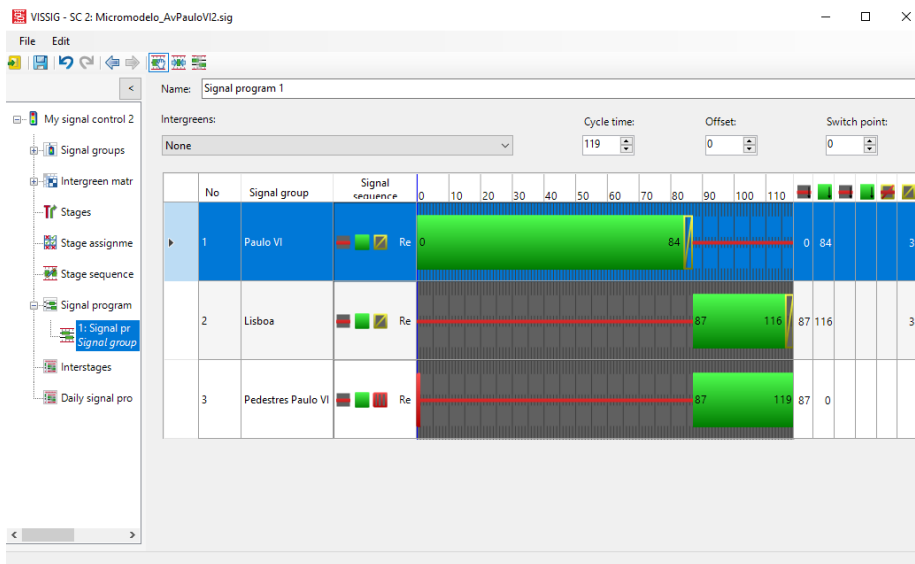 VISSIG - SC 2: Micromodelo_AvPauloVI2.sig
File Edit
<
Name: Signal program 1
My signal control 2
Signal groups
Intergreen matr
Stages
Stage assignme
Stage sequence
Signal program
1: Signal pr
Signal group
Interstages
Daily signal pro
Intergreens: Cycle time: Offset: Switch point:
None 119 0 0
No Signal group Signal sequence 0 10 20 30 40 50 60 70 80 90 100 110
1 Paulo VI Re 0 84 0 84 3
2 Lisboa Re 87 116 87 116 3
3 Pedestres Paulo VI Re 87 119 87 0